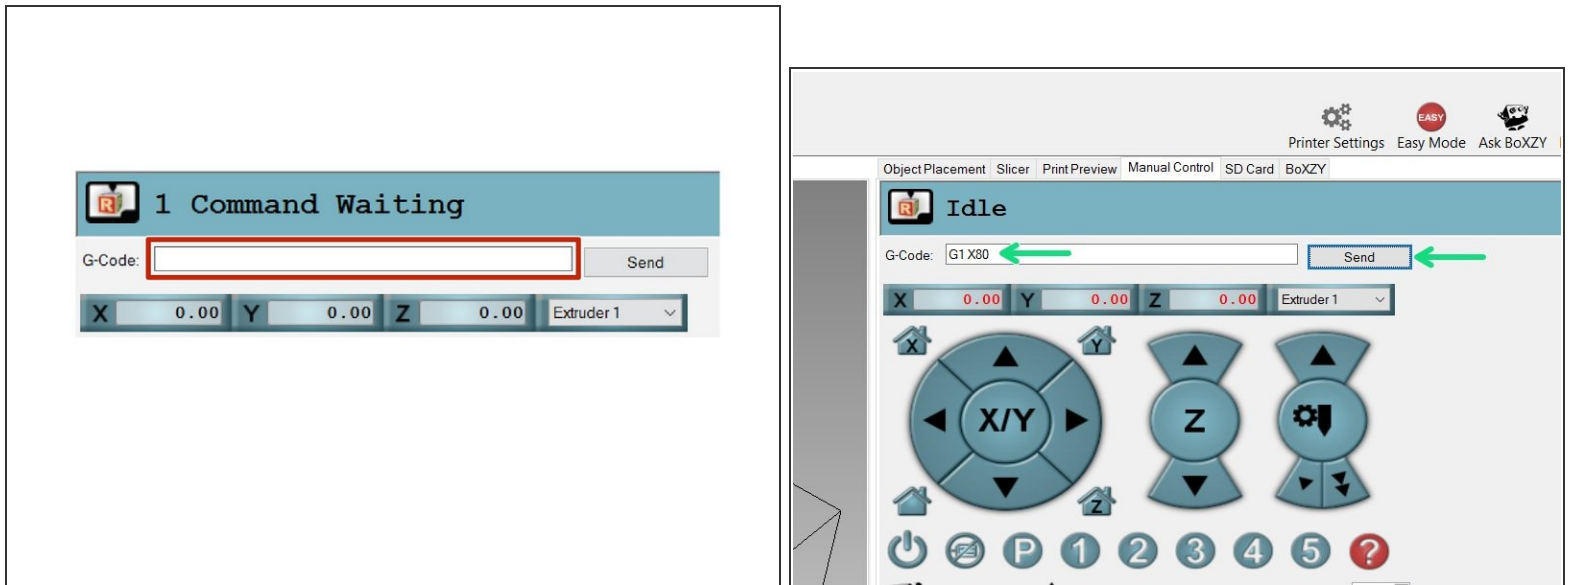 1 Command Waiting
G-Code:
Send
X 0.00 Y 0.00 Z 0.00 Extruder 1
EASY
Printer Settings Easy Mode Ask BoXZY
Object Placement Slicer Print Preview Manual Control SD Card BoXZY
R Idle
G-Code: G1 X80 Send
X 0.00 Y 0.00 Z 0.00 Extruder 1
X Y
X/Y Z
Z
P 1 2 3 4 5 ?